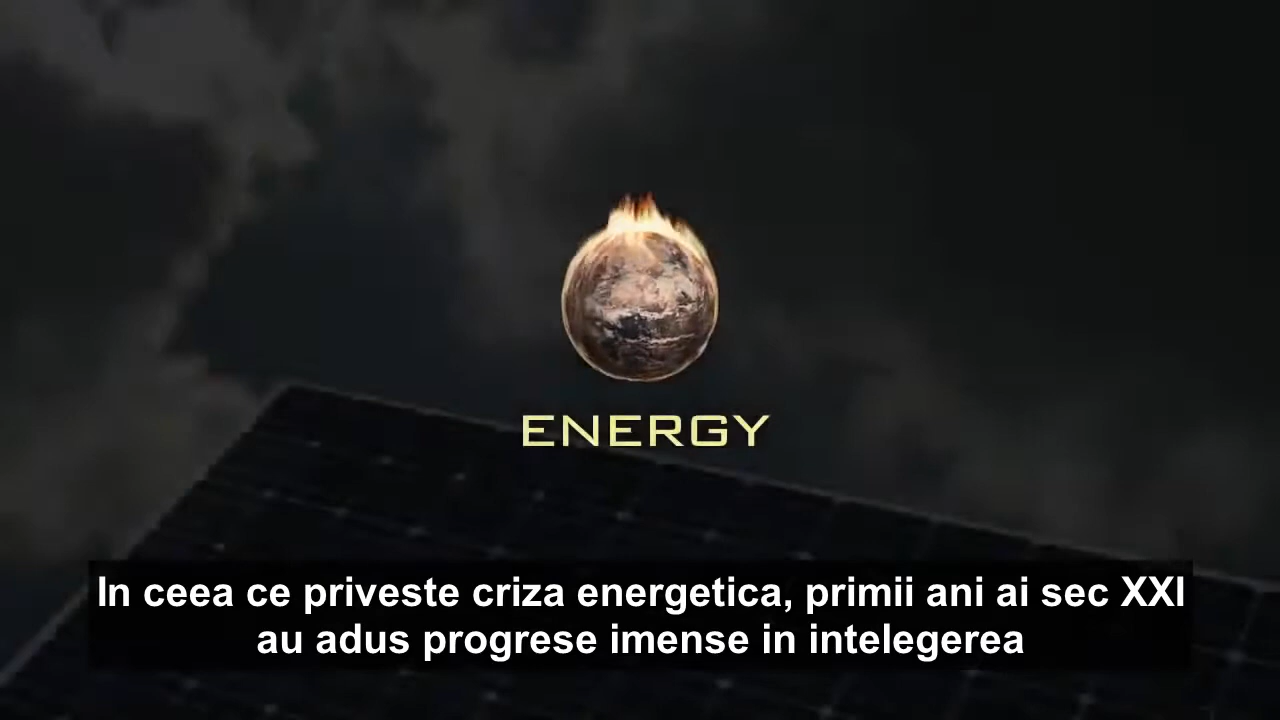 ENERGY
In ceea ce priveste criza energetica, primii ani ai sec XXI
au adus progrese imense in intelegerea